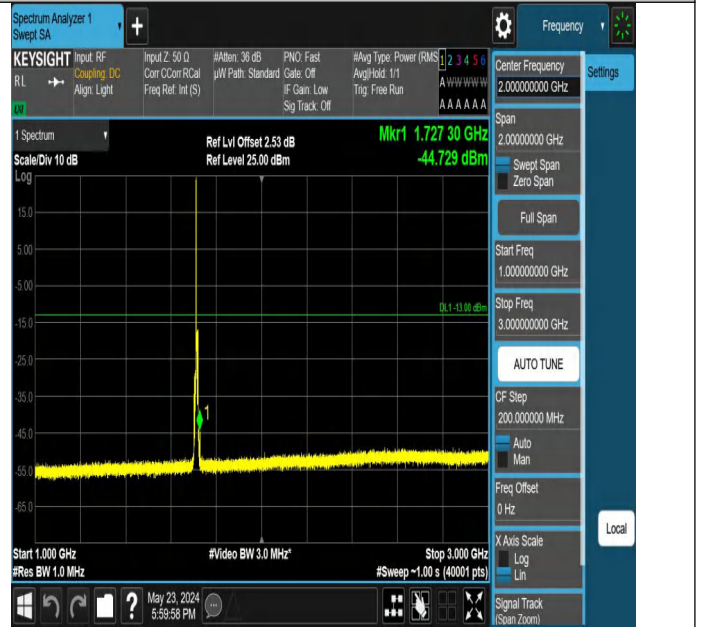 Spectrum Analyzer 1
Swept SA
Frequency
KEYSIGHT
RL
LXI
Input: RF
Coupling: DC
Align: Light
Input Z: 50 Ω
Corr CCorr RCal
Freq Ref: Int (S)
#Atten: 36 dB
µW Path: Standard
PNO: Fast
Gate: Off
IF Gain: Low
Sig Track: Off
#Avg Type: Power (RMS
Avg|Hold: 1/1
Trig: Free Run
1 2 3 4 5 6
A W W W W W
A A A A A A
1 Spectrum
Scale/Div 10 dB
Log
Ref Lvl Offset 2.53 dB
Ref Level 25.00 dBm
Mkr1 1.727 30 GHz
-44.729 dBm
15.0
5.00
-5.00
DL1 -13.00 dBm
-15.0
-25.0
-35.0
1
-45.0
-55.0
-65.0
Start 1.000 GHz
#Res BW 1.0 MHz
#Video BW 3.0 MHz*
Stop 3.000 GHz
#Sweep ~1.00 s (40001 pts)
Center Frequency
2.000000000 GHz
Settings
Span
2.00000000 GHz
Swept Span
Zero Span
Full Span
Start Freq
1.000000000 GHz
Stop Freq
3.000000000 GHz
AUTO TUNE
CF Step
200.000000 MHz
Auto
Man
Freq Offset
0 Hz
X Axis Scale
Log
Lin
Local
Signal Track
(Span Zoom)
?
May 23, 2024
5:59:58 PM